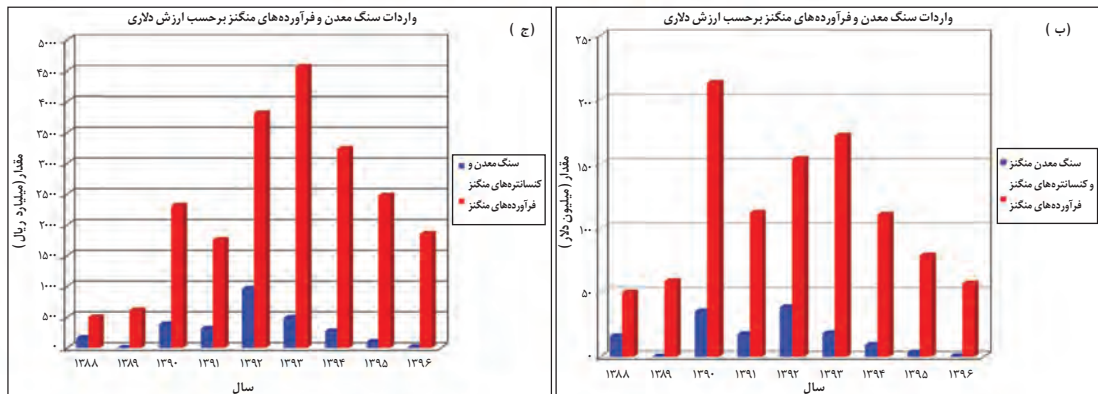 واردات سنگ معدن و فرآورده‌های منگنز برحسب ارزش دلاری
( ب )
مقدار (میلیون دلار)
۲۵۰
۲۰۰
۱۵۰
۱۰۰
۵۰
۰
۱۳۸۸ ۱۳۸۹ ۱۳۹۰ ۱۳۹۱ ۱۳۹۲ ۱۳۹۳ ۱۳۹۴ ۱۳۹۵ ۱۳۹۶
سال
سنگ معدن منگنز
و کنسانتره‌های منگنز
فرآورده‌های منگنز
واردات سنگ معدن و فرآورده‌های منگنز برحسب ارزش دلاری
( ج )
مقدار (میلیارد ریال)
۵۰۰۰
۴۵۰۰
۴۰۰۰
۳۵۰۰
۳۰۰۰
۲۵۰۰
۲۰۰۰
۱۵۰۰
۱۰۰۰
۵۰۰
۰
۱۳۸۸ ۱۳۸۹ ۱۳۹۰ ۱۳۹۱ ۱۳۹۲ ۱۳۹۳ ۱۳۹۴ ۱۳۹۵ ۱۳۹۶
سال
سنگ معدن و
کنسانتره‌های منگنز
فرآورده‌های منگنز